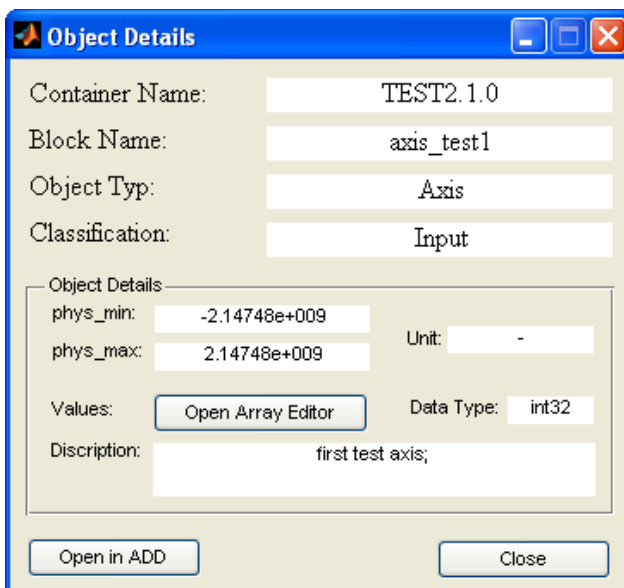 Object Details
Container Name: TEST2.1.0
Block Name: axis_test1
Object Typ: Axis
Classification: Input
Object Details
phys_min: -2.14748e+009
Unit: -
phys_max: 2.14748e+009
Values: Open Array Editor Data Type: int32
Discription: first test axis;
Open in ADD Close